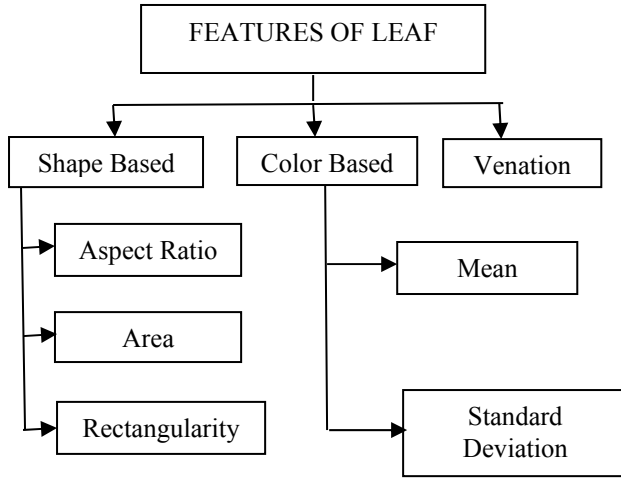 FEATURES OF LEAF
Shape Based
Color Based
Venation
Aspect Ratio
Mean
Area
Rectangularity
Standard
Deviation